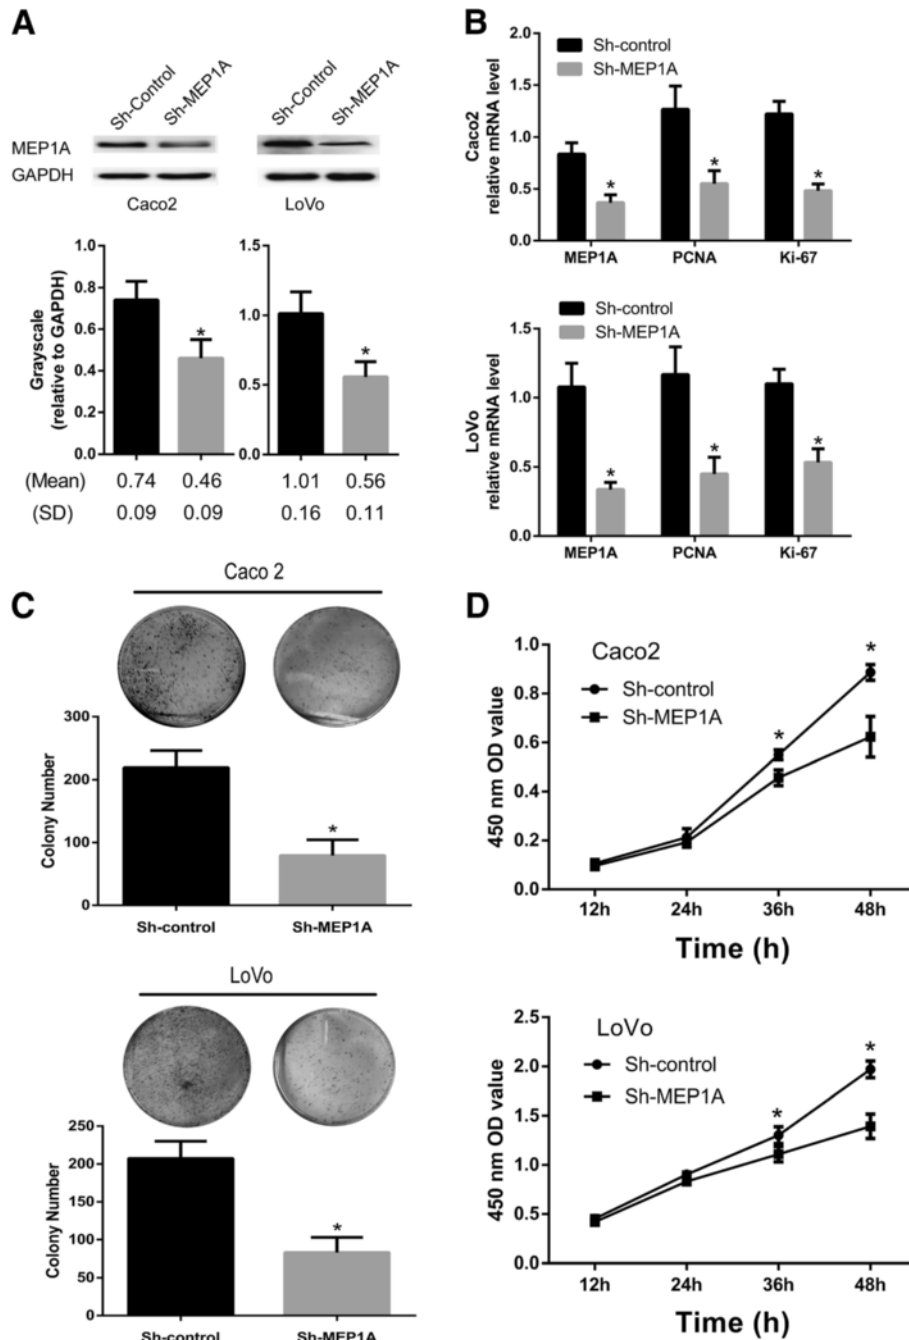 A
Sh-Control
Sh-MEP1A
Sh-Control
Sh-MEP1A
MEP1A
GAPDH
Caco2
LoVo
Grayscale
(relative to GAPDH)
1.0
0.8
0.6
0.4
0.2
0.0
*
1.5
1.0
0.5
0.0
*
(Mean) 0.74 0.46 1.01 0.56
(SD) 0.09 0.09 0.16 0.11
B
Caco2
relative mRNA level
2.0
1.5
1.0
0.5
0.0
Sh-control
Sh-MEP1A
* * *
MEP1A PCNA Ki-67
LoVo
relative mRNA level
1.5
1.0
0.5
0.0
Sh-control
Sh-MEP1A
* * *
MEP1A PCNA Ki-67
C
Caco 2
Colony Number
300
200
100
0
*
Sh-control Sh-MEP1A
LoVo
Colony Number
250
200
150
100
50
0
*
Sh-control Sh-MEP1A
D
Caco2
Sh-control
Sh-MEP1A
450 nm OD value
1.0
0.8
0.6
0.4
0.2
0.0
* *
12h 24h 36h 48h
Time (h)
LoVo
Sh-control
Sh-MEP1A
450 nm OD value
2.5
2.0
1.5
1.0
0.5
0.0
* *
12h 24h 36h 48h
Time (h)